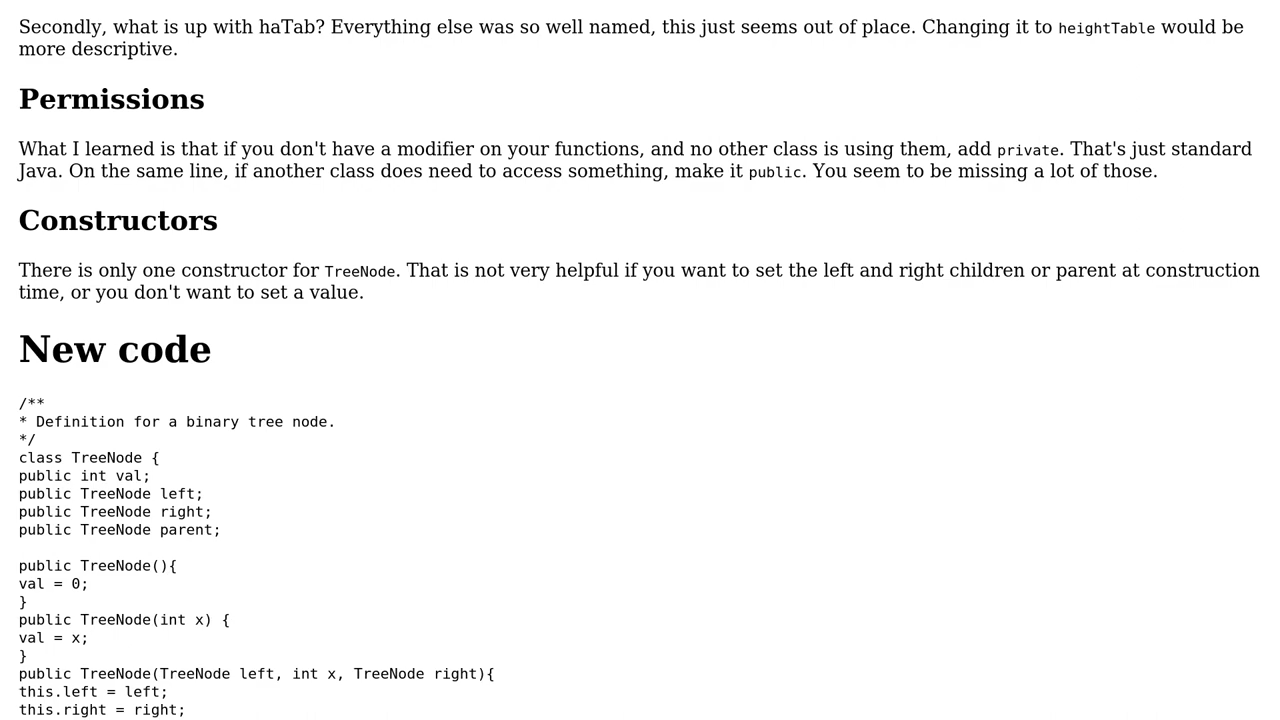 Secondly, what is up with haTab? Everything else was so well named, this just seems out of place. Changing it to heightTable would be
more descriptive.
Permissions
What I learned is that if you don't have a modifier on your functions, and no other class is using them, add private. That's just standard
Java. On the same line, if another class does need to access something, make it public. You seem to be missing a lot of those.
Constructors
There is only one constructor for TreeNode. That is not very helpful if you want to set the left and right children or parent at construction
time, or you don't want to set a value.
New code
/**
* Definition for a binary tree node.
*/
class TreeNode {
public int val;
public TreeNode left;
public TreeNode right;
public TreeNode parent;
public TreeNode(){
val = 0;
}
public TreeNode(int x) {
val = x;
}
public TreeNode(TreeNode left, int x, TreeNode right){
this.left = left;
this.right = right;